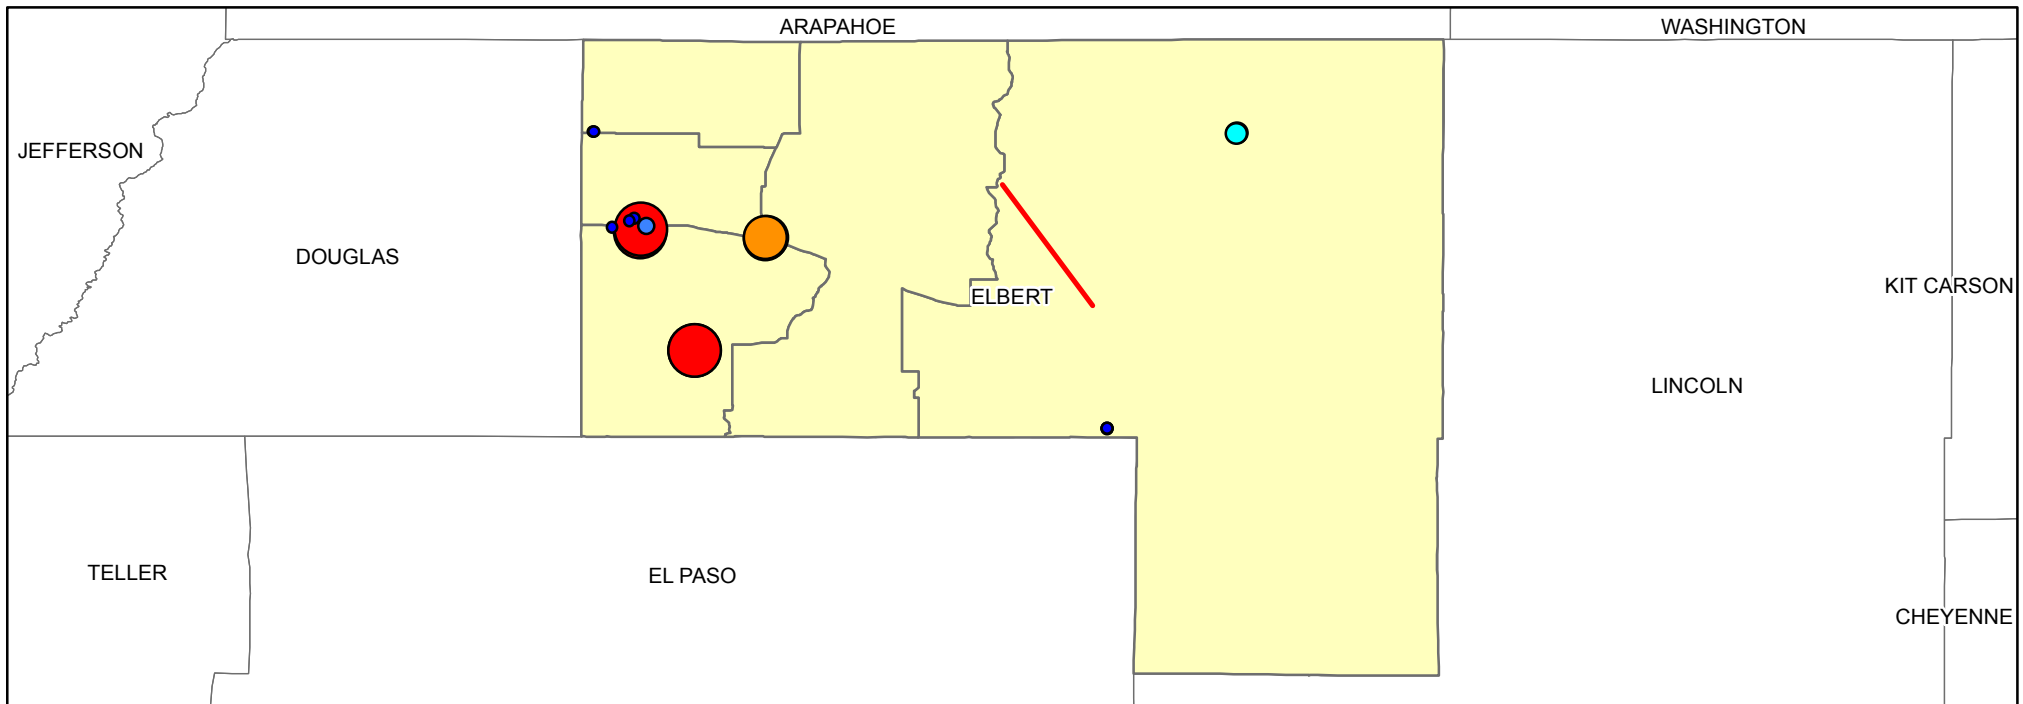 ARAPAHOE
WASHINGTON
JEFFERSON
DOUGLAS
KIT CARSON
ELBERT
LINCOLN
TELLER
EL PASO
CHEYENNE